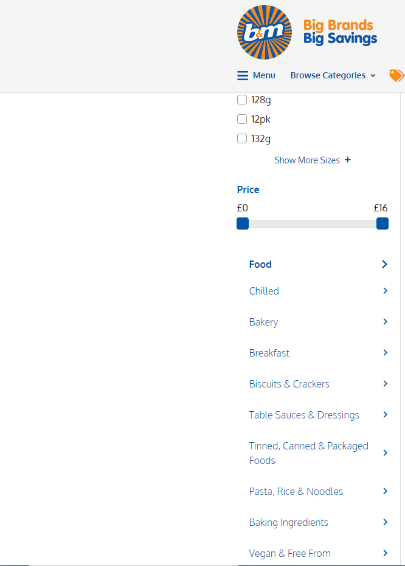 b&m
Big Brands
Big Savings
Menu
Browse Categories
128g
12pk
132g
Show More Sizes +
Price
£0
£16
Food
Chilled
Bakery
Breakfast
Biscuits & Crackers
Table Sauces & Dressings
Tinned, Canned & Packaged
Foods
Pasta, Rice & Noodles
Baking Ingredients
Vegan & Free From